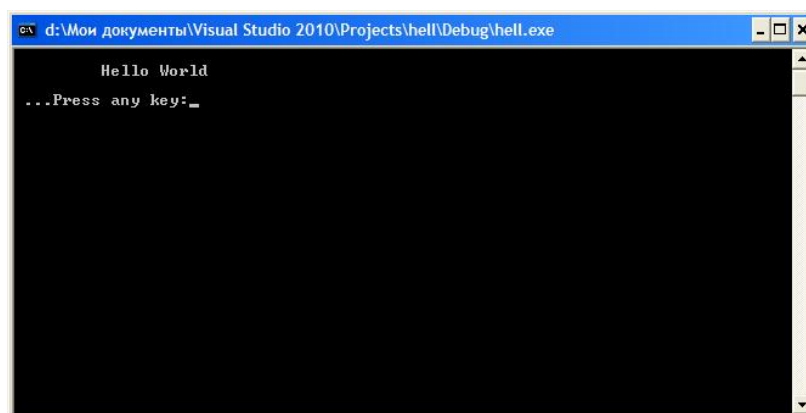 d:\Мои документы\Visual Studio 2010\Projects\hell\Debug\hell.exe
Hello World
...Press any key:_